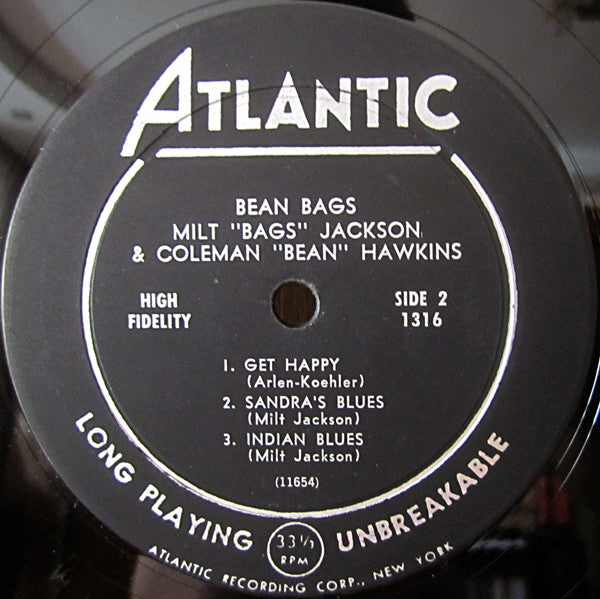 ATLANTIC
BEAN BAGS
MILT "BAGS" JACKSON
& COLEMAN "BEAN" HAWKINS
HIGH
FIDELITY
SIDE 2
1316
1. GET HAPPY
(Arlen-Koehler)
2. SANDRA'S BLUES
(Milt Jackson)
3. INDIAN BLUES
(Milt Jackson)
(11654)
LONG PLAYING
33⅓
RPM
UNBREAKABLE
ATLANTIC RECORDING CORP., NEW YORK